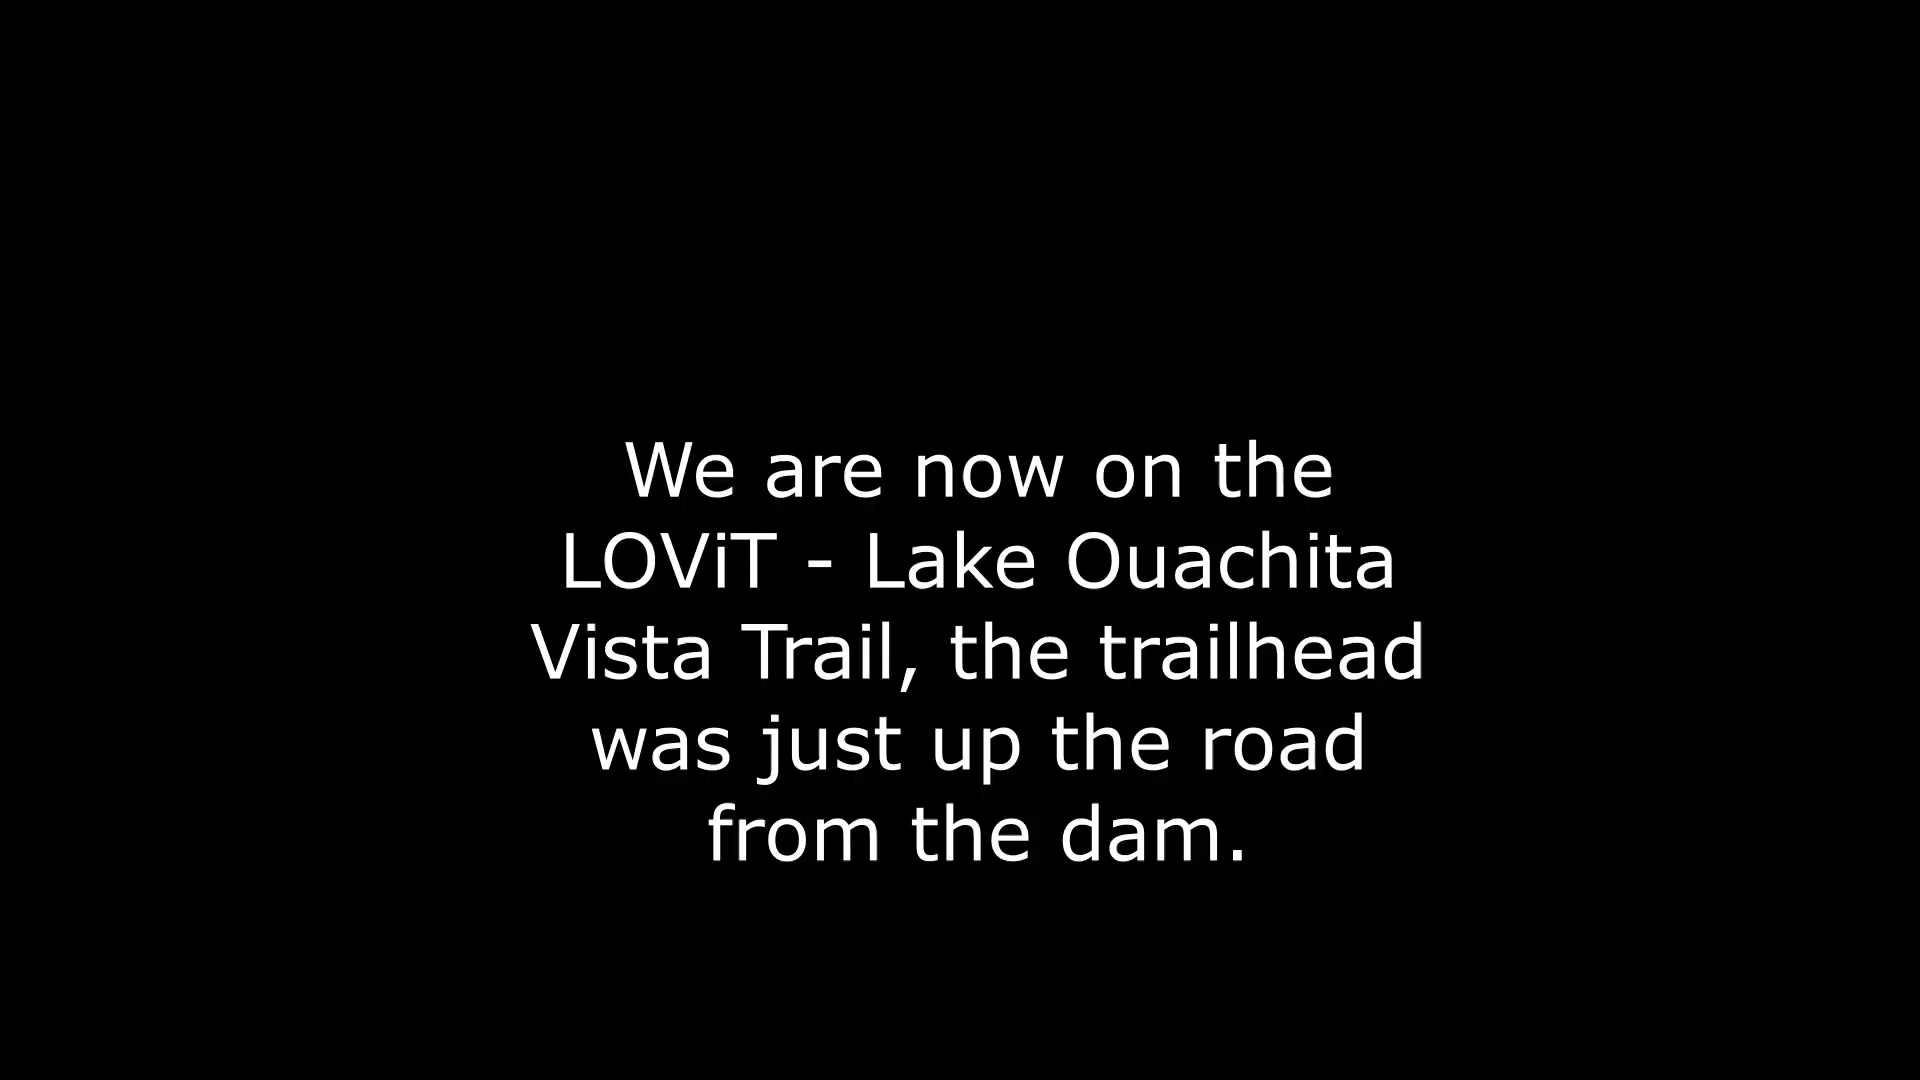 We are now on the
LOViT - Lake Ouachita
Vista Trail, the trailhead
was just up the road
from the dam.